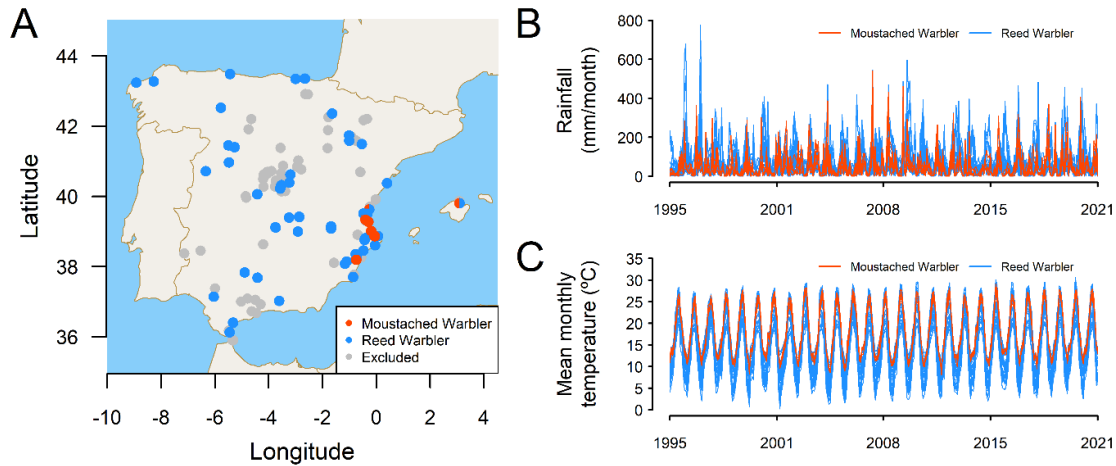 A
Latitude
44
42
40
38
36
-10
-8
-6
-4
-2
0
2
4
Longitude
Moustached Warbler
Reed Warbler
Excluded
B
Rainfall
(mm/month)
800
600
400
200
0
Moustached Warbler
Reed Warbler
1995
2001
2008
2015
2021
C
Mean monthly
temperature (ºC)
35
30
25
20
15
10
5
0
Moustached Warbler
Reed Warbler
1995
2001
2008
2015
2021